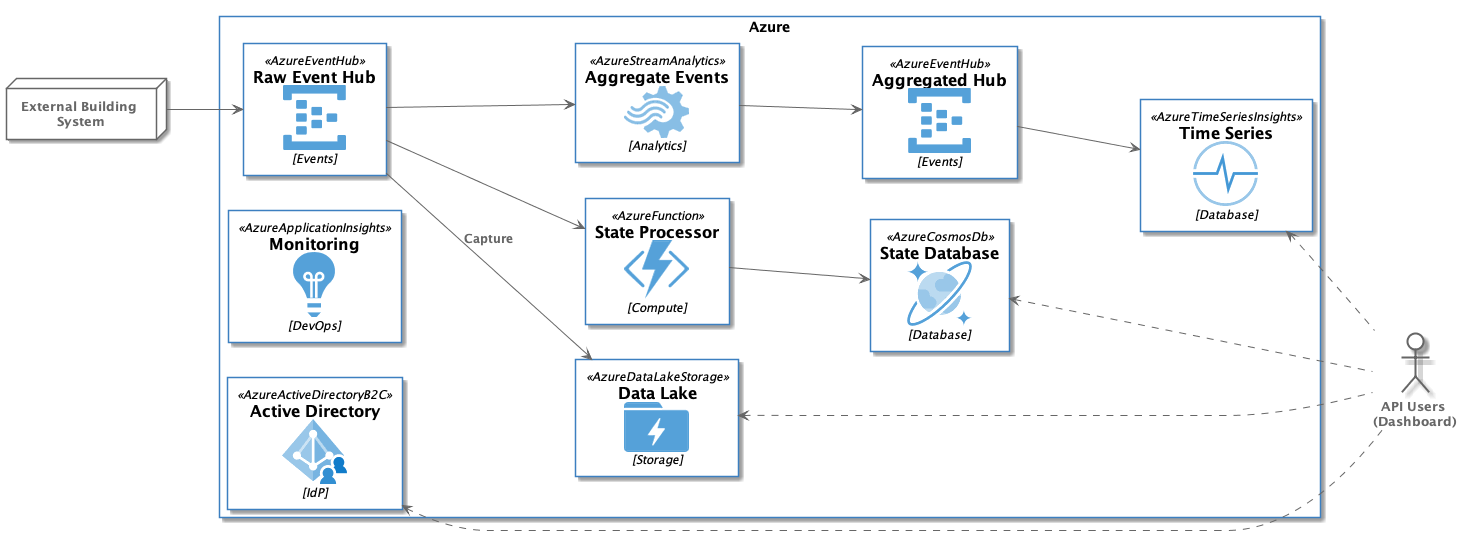 Azure
External Building
System
«AzureEventHub»
Raw Event Hub
[Events]
«AzureStreamAnalytics»
Aggregate Events
[Analytics]
«AzureEventHub»
Aggregated Hub
[Events]
«AzureTimeSeriesInsights»
Time Series
[Database]
«AzureApplicationInsights»
Monitoring
[DevOps]
Capture
«AzureFunction»
State Processor
[Compute]
«AzureCosmosDb»
State Database
[Database]
«AzureActiveDirectoryB2C»
Active Directory
[IdP]
«AzureDataLakeStorage»
Data Lake
[Storage]
API Users
(Dashboard)